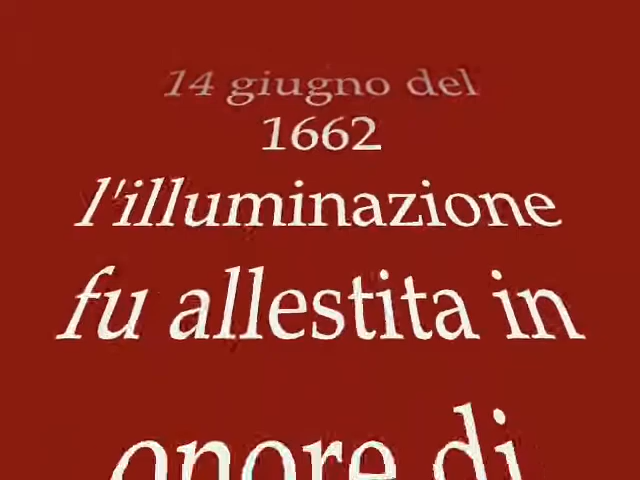 14 giugno del
1662
l'illuminazione
fu allestita in
onore di